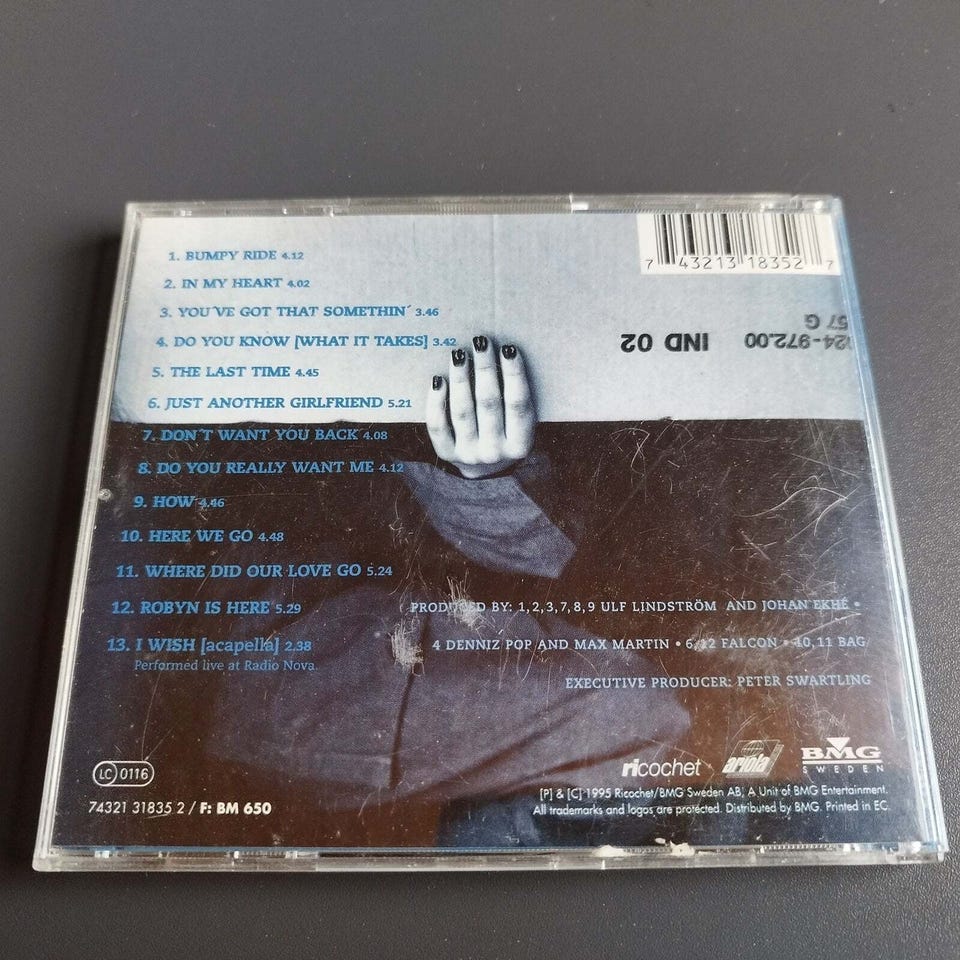 1. BUMPY RIDE 4.12
2. IN MY HEART 4.02
3. YOU´VE GOT THAT SOMETHIN´ 3.46
4. DO YOU KNOW [WHAT IT TAKES] 3.42
5. THE LAST TIME 4.45
6. JUST ANOTHER GIRLFRIEND 5.21
7. DON´T WANT YOU BACK 4.08
8. DO YOU REALLY WANT ME 4.12
9. HOW 4.46
10. HERE WE GO 4.48
11. WHERE DID OUR LOVE GO 5.24
12. ROBYN IS HERE 5.29
13. I WISH [acapella] 2.38
Performed live at Radio Nova.
7 43213 18352 7
24-972.00 IND 02
57 G
PRODUCED BY: 1,2,3,7,8,9 ULF LINDSTRÖM AND JOHAN EKHÉ •
4 DENNIZ POP AND MAX MARTIN • 6,12 FALCON • 10,11 BAG
EXECUTIVE PRODUCER: PETER SWARTLING
LC 0116
74321 31835 2 / F: BM 650
ricochet
ariola
BMG
SWEDEN
[P] & [C] 1995 Ricochet/BMG Sweden AB, A Unit of BMG Entertainment.
All trademarks and logos are protected. Distributed by BMG. Printed in EC.